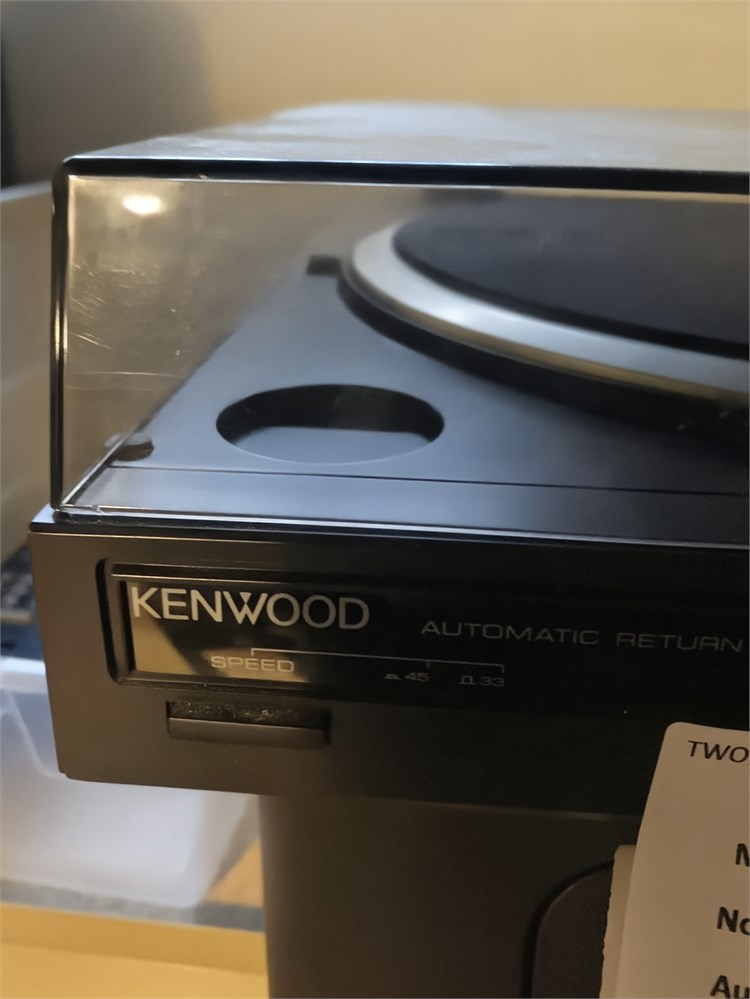 KENWOOD
AUTOMATIC RETURN
SPEED
45
33
TWO